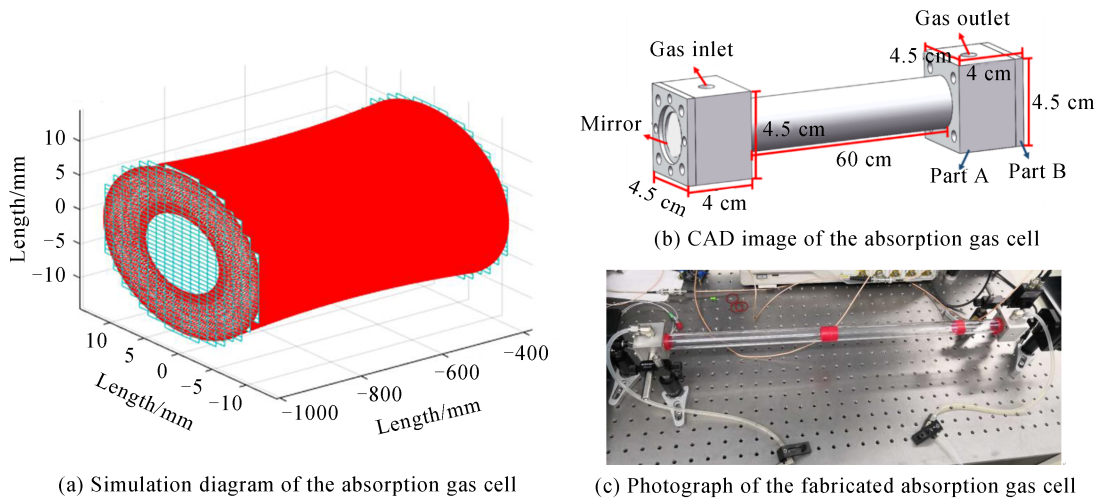 10
5
0
−5
−10
Length/mm
10
5
0
−5
−10
Length/mm
−1000
−800
−600
−400
Length/mm
(a) Simulation diagram of the absorption gas cell
Gas outlet
Gas inlet
4.5 cm
4 cm
4.5 cm
Mirror
4.5 cm
60 cm
4.5 cm
4 cm
Part A
Part B
(b) CAD image of the absorption gas cell
(c) Photograph of the fabricated absorption gas cell